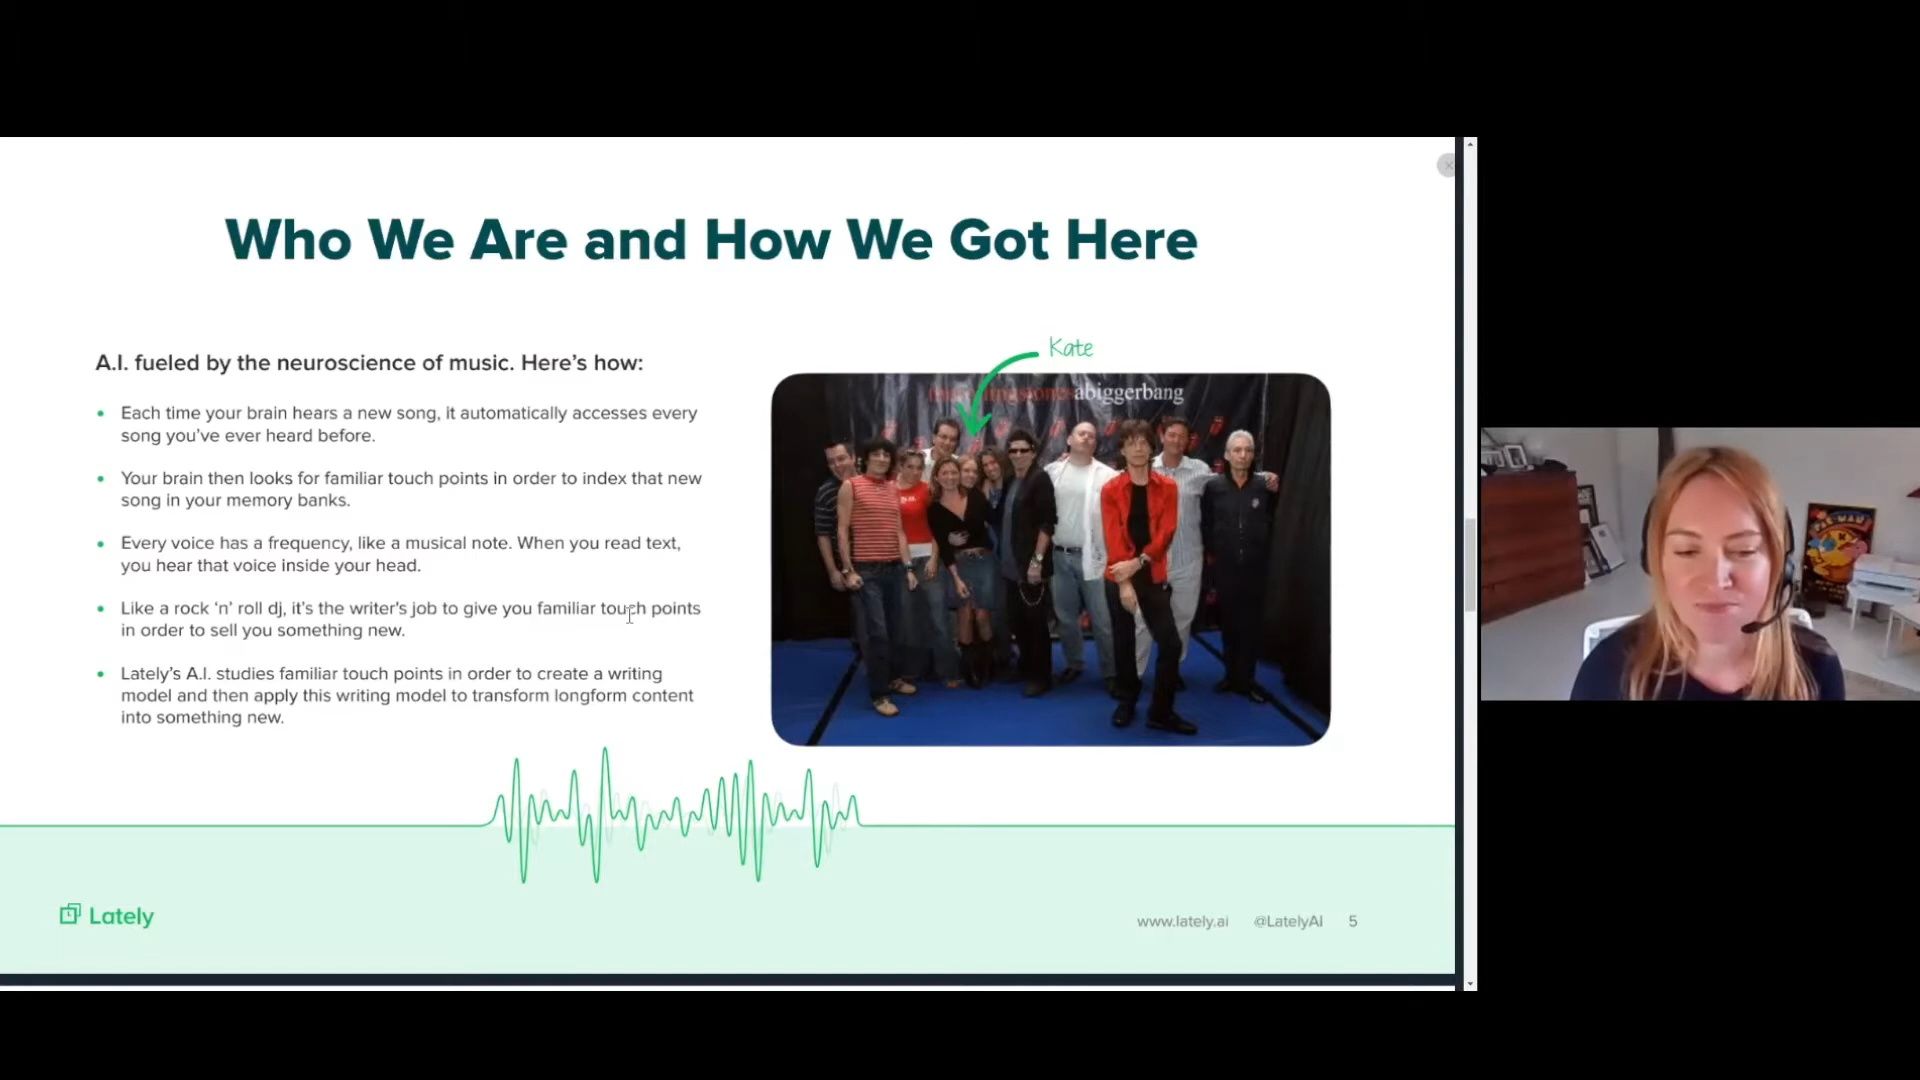 Who We Are and How We Got Here
A.I. fueled by the neuroscience of music. Here's how:
Each time your brain hears a new song, it automatically accesses every
song you've ever heard before.
Your brain then looks for familiar touch points in order to index that new
song in your memory banks.
Every voice has a frequency, like a musical note. When you read text,
you hear that voice inside your head.
Like a rock ‘n’ roll dj, it's the writer's job to give you familiar touch points
in order to sell you something new.
Lately's A.I. studies familiar touch points in order to create a writing
model and then apply this writing model to transform longform content
into something new.
Kate
abiggerbang
PAC-MAN
Lately
www.lately.ai @LatelyAI 5